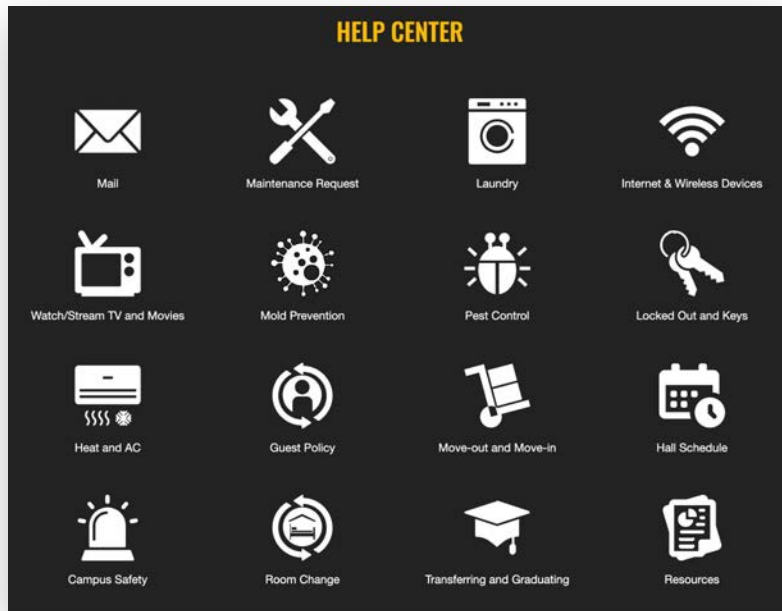 HELP CENTER
Mail
Maintenance Request
Laundry
Internet & Wireless Devices
Watch/Stream TV and Movies
Mold Prevention
Pest Control
Locked Out and Keys
Heat and AC
Guest Policy
Move-out and Move-in
Hall Schedule
Campus Safety
Room Change
Transferring and Graduating
Resources